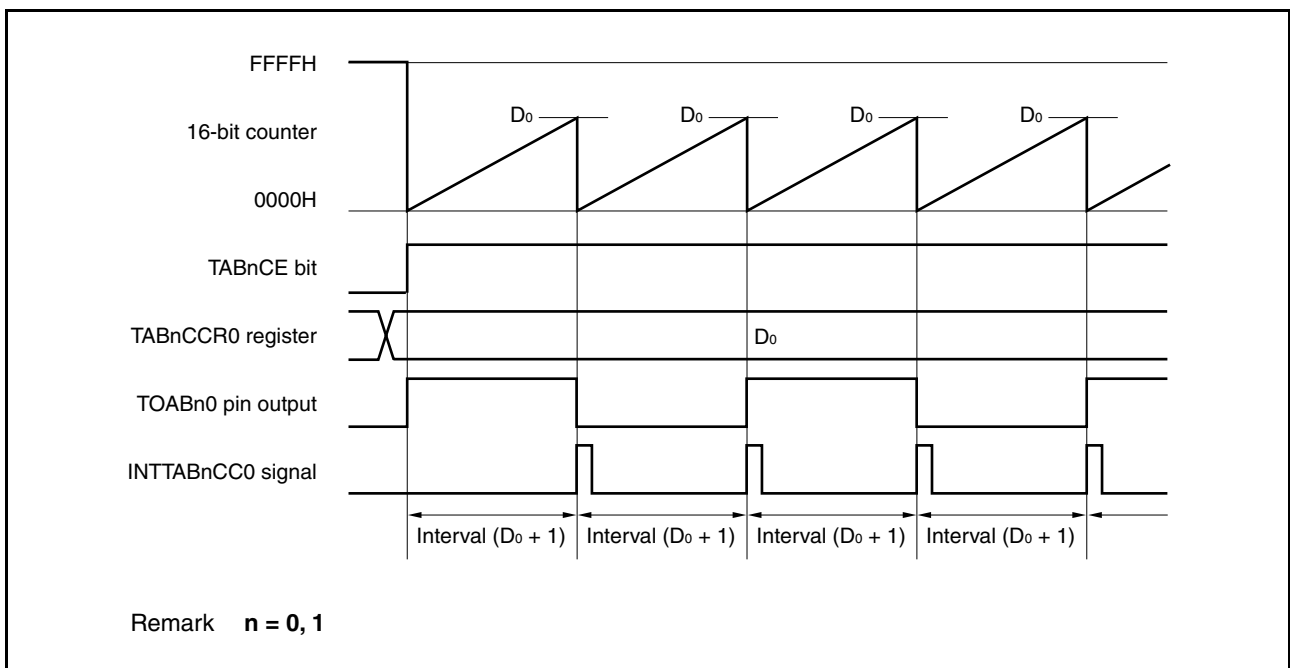 FFFFH
D0 D0 D0 D0
16-bit counter
0000H
TABnCE bit
TABnCCR0 register D0
TOABn0 pin output
INTTABnCC0 signal
Interval (D0 + 1) Interval (D0 + 1) Interval (D0 + 1) Interval (D0 + 1)
Remark n = 0, 1